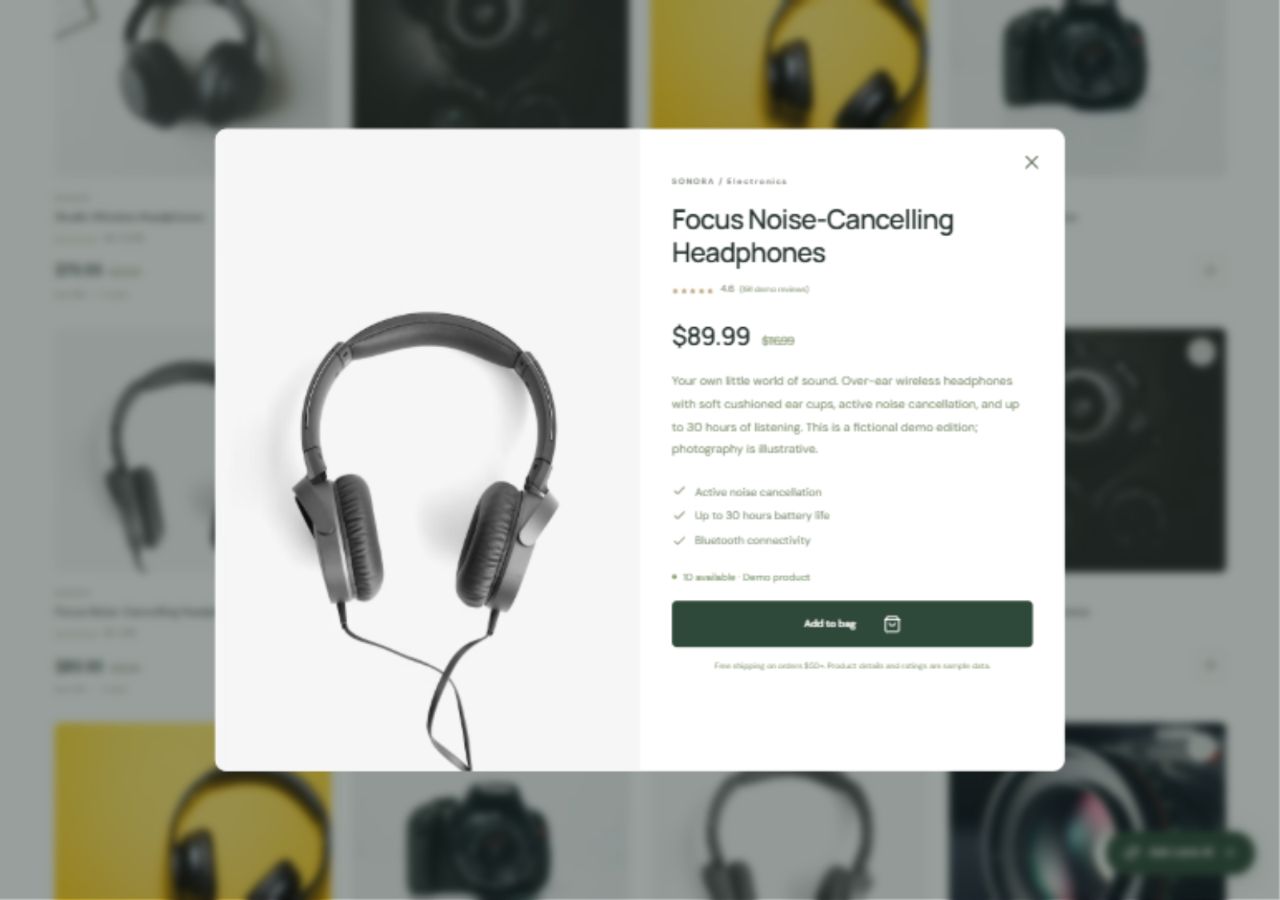 SONORA / Electronics
Focus Noise-Cancelling
Headphones
4.6
demo reviews)
$89.99
Your own little world of sound. Over-ear wireless headphones
with soft cushioned ear cups, active noise cancellation, and up
to 30 hours of listening. This is a fictional demo edition;
photography is illustrative.
Active noise cancellation
Up to 30 hours battery life
Bluetooth connectivity
10 available · Demo product
Add to bag
Free shipping on orders $50+. Product details and ratings are sample data.